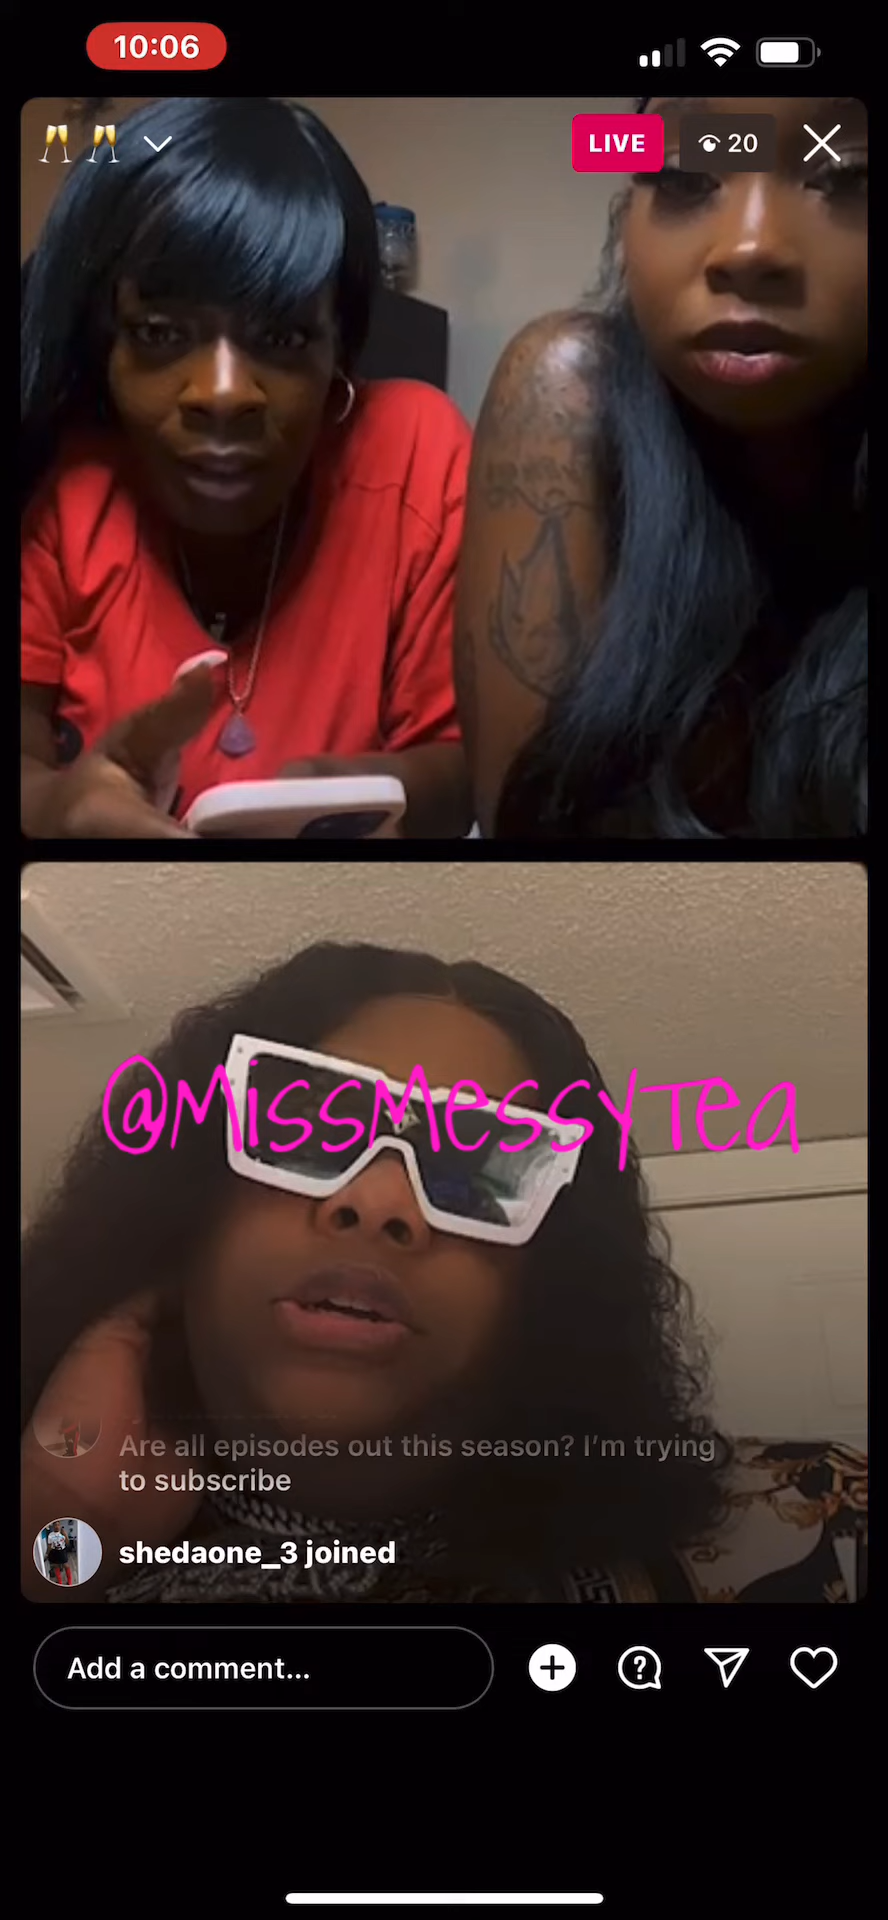 10:06
LIVE
20
@MissMessyTea
Are all episodes out this season? I'm trying
to subscribe
shedaone_3 joined
Add a comment...